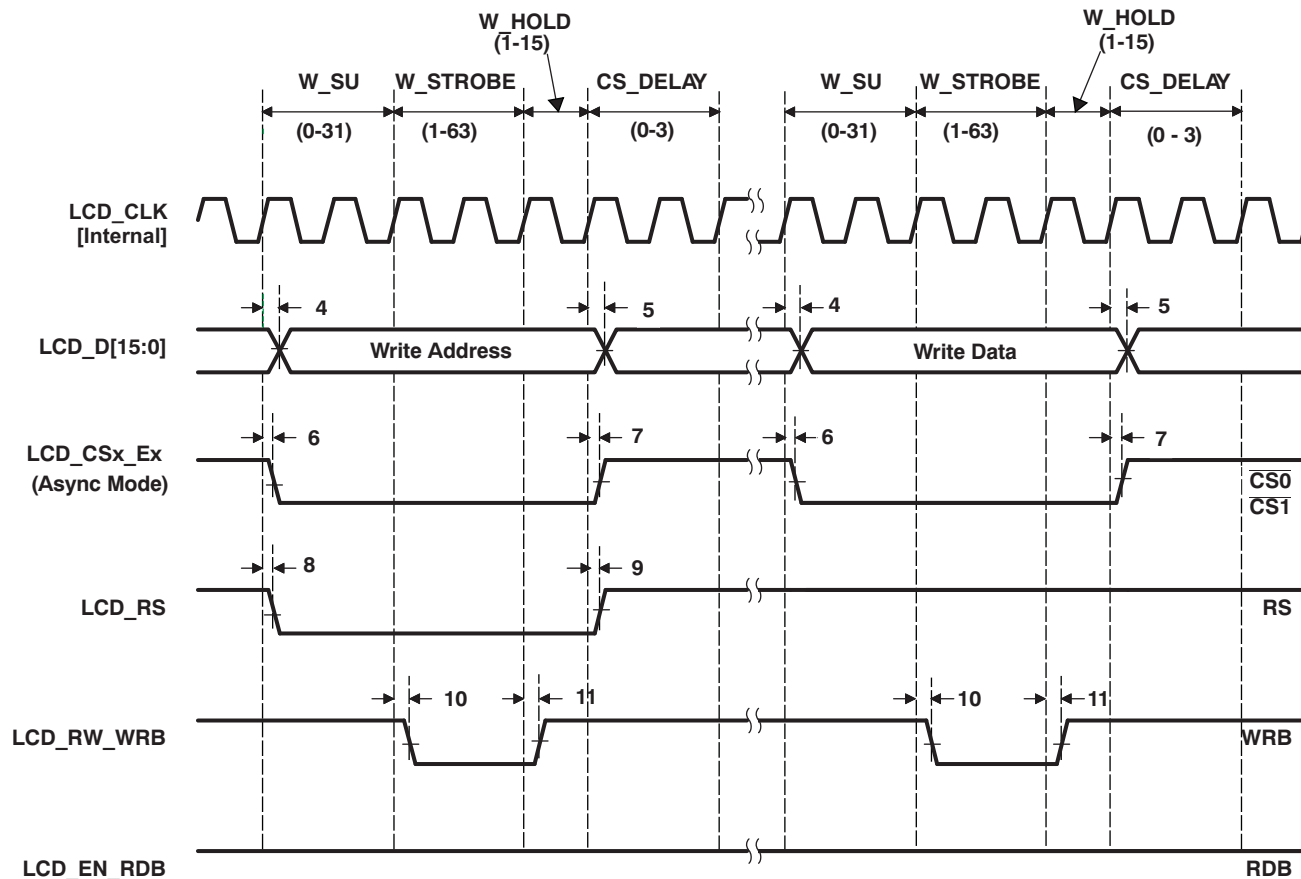 W_HOLD
(1-15)
W_HOLD
(1-15)
W_SU W_STROBE CS_DELAY W_SU W_STROBE CS_DELAY
(0-31) (1-63) (0-3) (0-31) (1-63) (0 - 3)
LCD_CLK
[Internal]
4 5 4 5
LCD_D[15:0] Write Address Write Data
6 7 6 7
LCD_CSx_Ex
(Async Mode)
CS0
CS1
8 9
LCD_RS RS
10 11 10 11
LCD_RW_WRB WRB
LCD_EN_RDB RDB